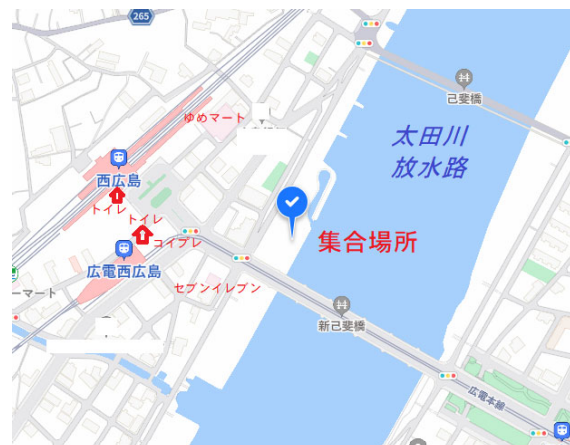 265
己斐橋
ゆめマート
太田川
放水路
西広島
トイレ
トイレ
コイプレ
集合場所
広電西広島
ーマート
セブンイレブン
新己斐橋
広電本線